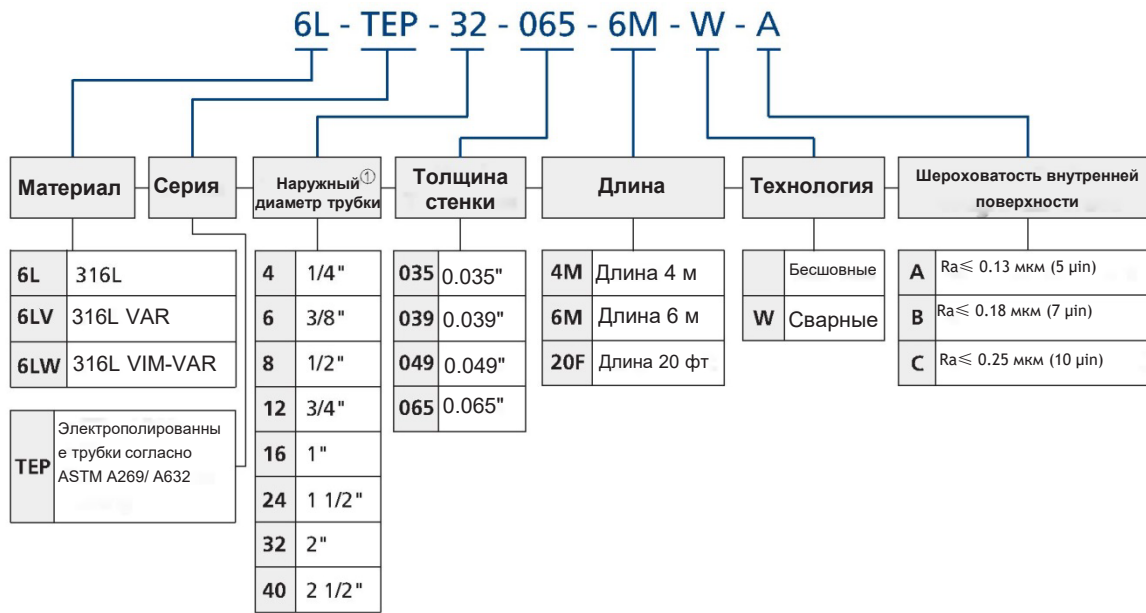 6L - TEP - 32 - 065 - 6M - W - A
Материал
Серия
Наружный①
диаметр трубки
Толщина
стенки
Длина
Технология
Шероховатость внутренней
поверхности
6L 316L
6LV 316L VAR
6LW 316L VIM-VAR
TEP
Электрополированны
е трубки согласно
ASTM A269/ A632
4 1/4"
6 3/8"
8 1/2"
12 3/4"
16 1"
24 1 1/2"
32 2"
40 2 1/2"
035 0.035"
039 0.039"
049 0.049"
065 0.065"
4M Длина 4 м
6M Длина 6 м
20F Длина 20 фт
Бесшовные
W Сварные
A Ra≤ 0.13 мкм (5 μin)
B Ra≤ 0.18 мкм (7 μin)
C Ra≤ 0.25 мкм (10 μin)